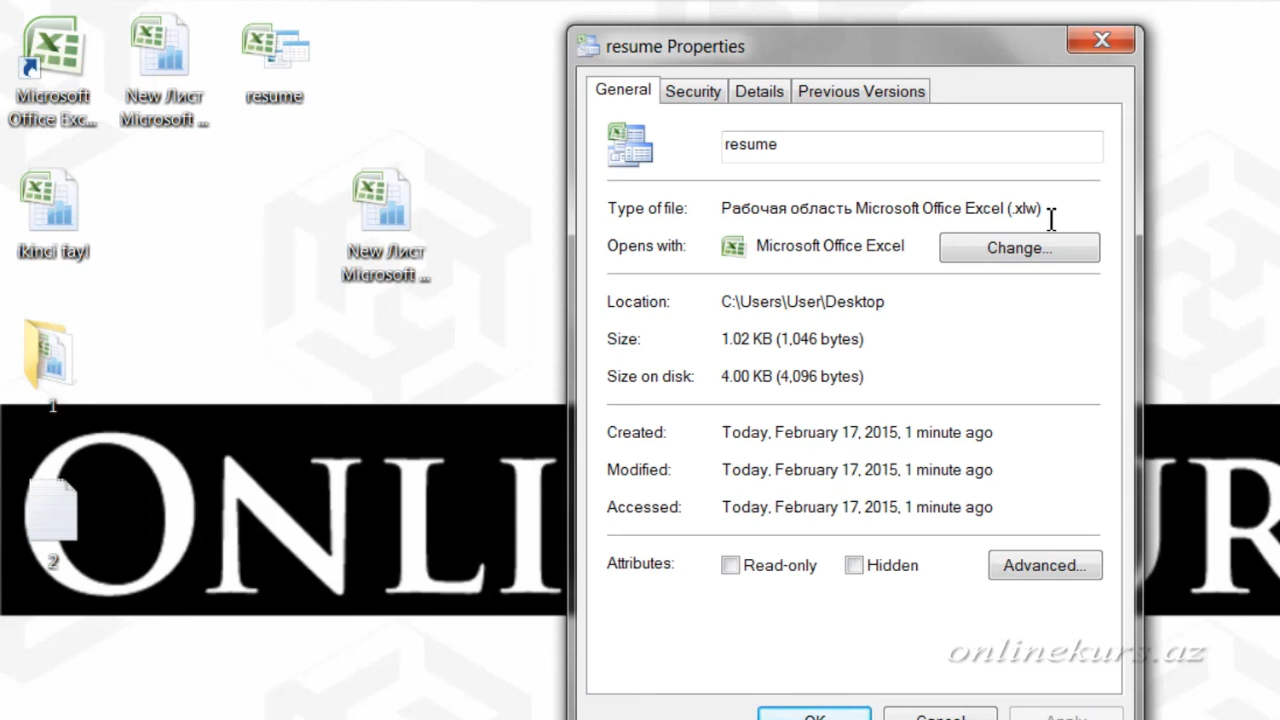 Microsoft
Office Exc...
New Лист
Microsoft ...
resume
ikinci fayl
New Лист
Microsoft ...
1
2
ONLI
UR
resume Properties
General
Security
Details
Previous Versions
resume
Type of file: Рабочая область Microsoft Office Excel (.xlw)
Opens with: Microsoft Office Excel Change...
Location: C:\Users\User\Desktop
Size: 1.02 KB (1,046 bytes)
Size on disk: 4.00 KB (4,096 bytes)
Created: Today, February 17, 2015, 1 minute ago
Modified: Today, February 17, 2015, 1 minute ago
Accessed: Today, February 17, 2015, 1 minute ago
Attributes: Read-only Hidden Advanced...
onlinekurs.az
OK Cancel Apply